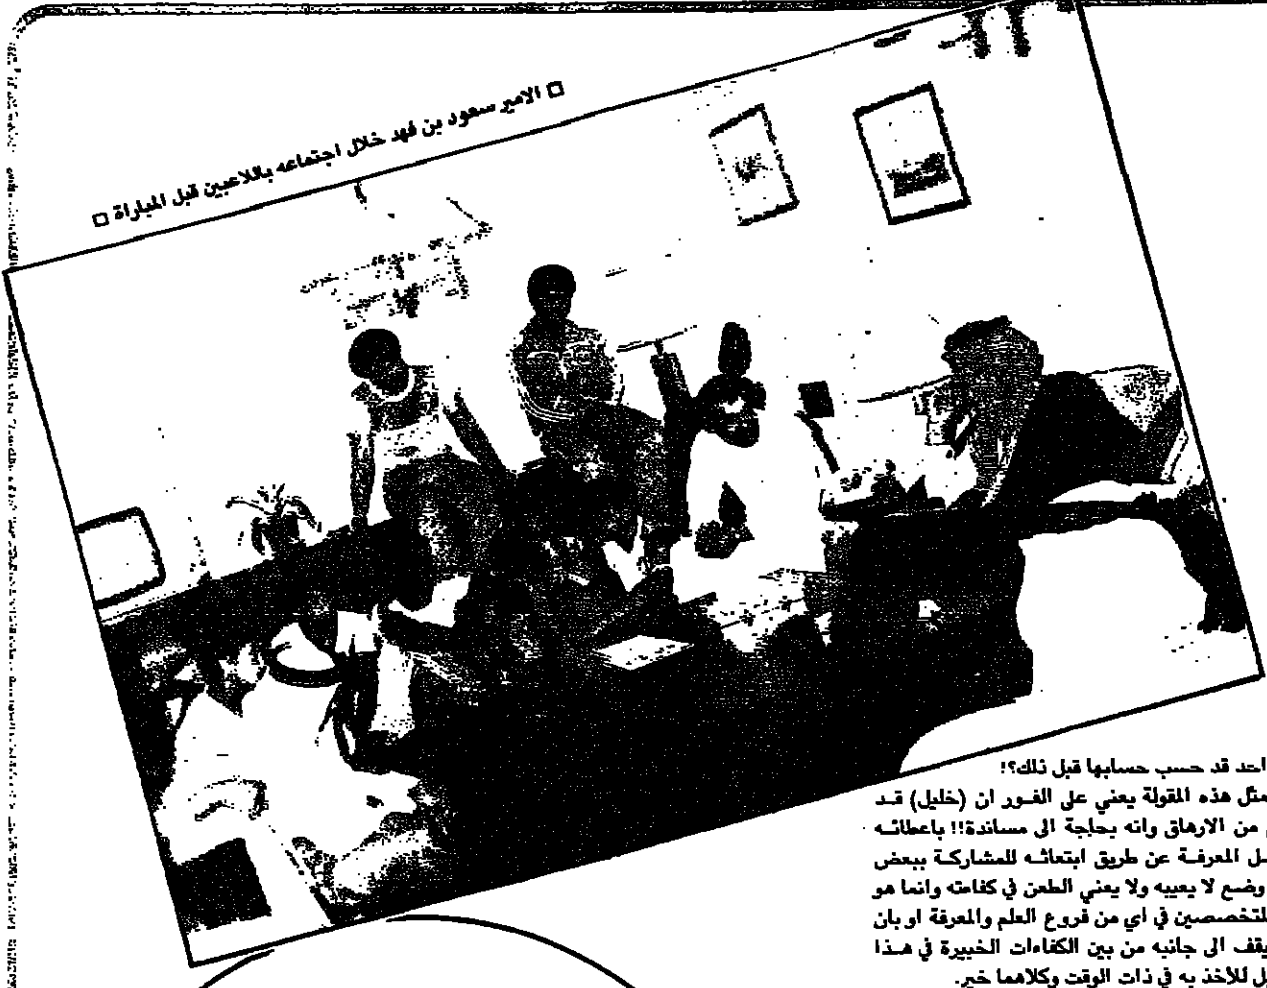 □ الامير سعود بن فهد خلال اجتماعه باللاعبين قبل المباراة □
احد قد حسب حسابها قبل ذلك؟!
مثل هذه المقولة يعني على الفور ان (خليل) قد
من الارهاق وانه بحاجة الى مساندة!! باعطائه
المعرفة عن طريق ابتعاثه للمشاركة ببعض
وضع لا يعيبه ولا يعني الطعن في كفاءته وانما هو
لتخصصين في أي من فروع العلم والمعرفة او بان
يقف الى جانبه من بين الكفاءات الخبيرة في هذا
للأخذ به في ذات الوقت وكلاهما خير.